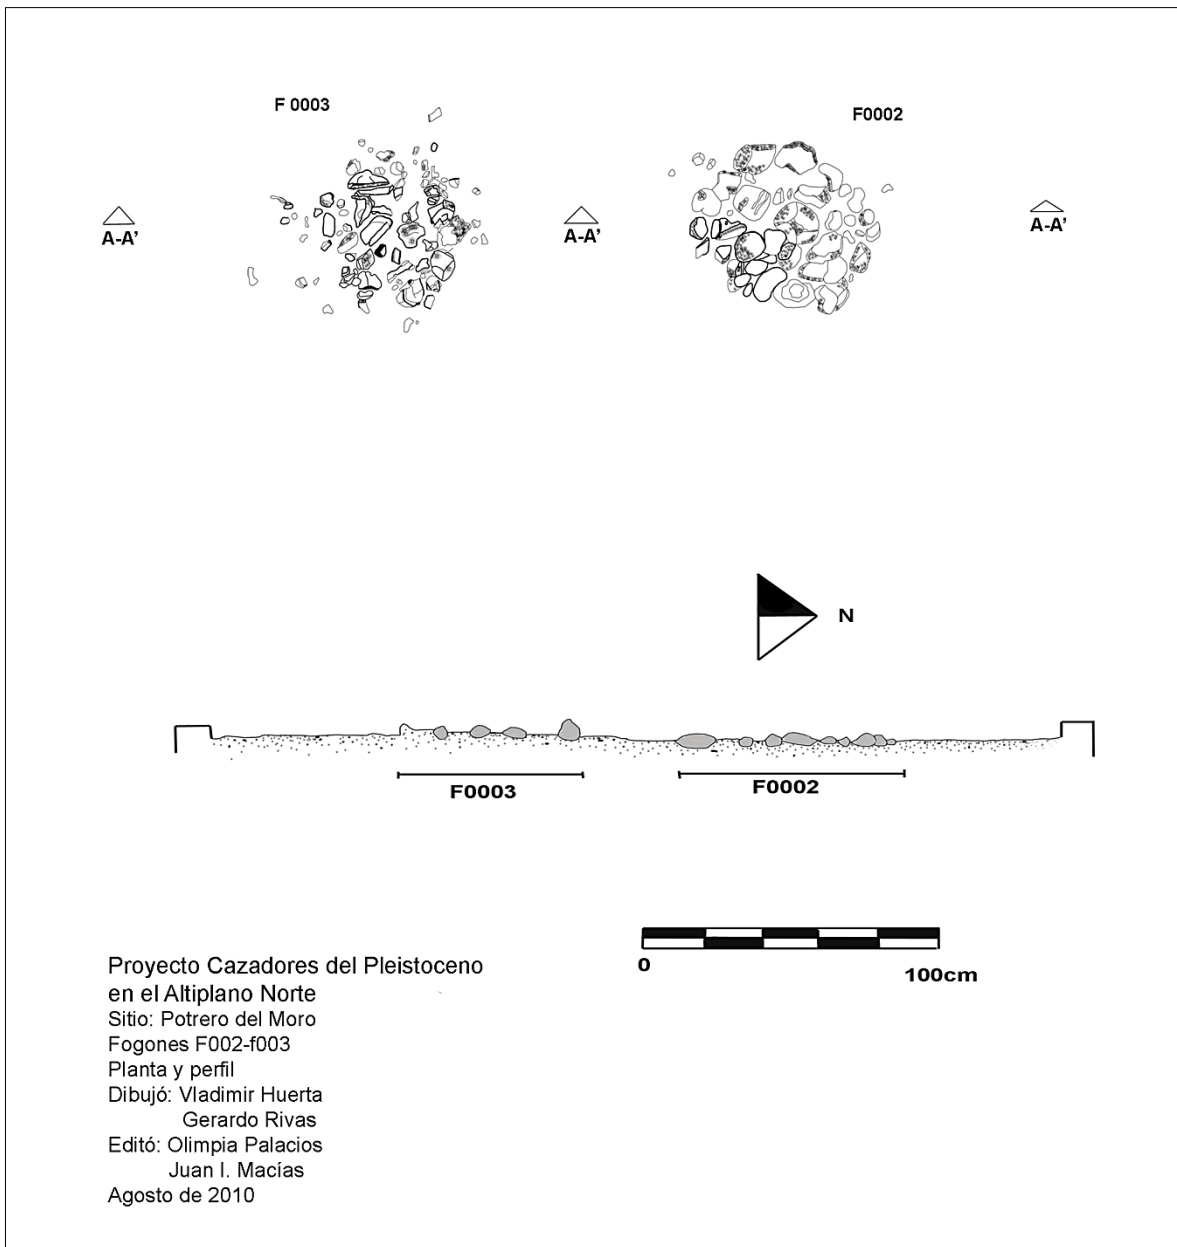 F 0003
F0002
A-A'
A-A'
A-A'
N
F0003
F0002
0
100cm
Proyecto Cazadores del Pleistoceno
en el Altiplano Norte
Sitio: Potrero del Moro
Fogones F002-f003
Planta y perfil
Dibujó: Vladimir Huerta
Gerardo Rivas
Editó: Olimpia Palacios
Juan I. Macías
Agosto de 2010